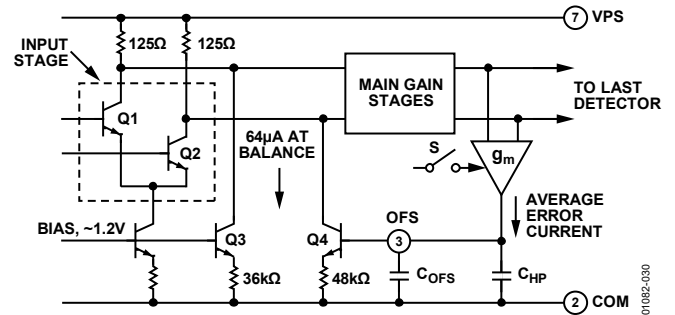 7 VPS
125Ω 125Ω
INPUT
STAGE
MAIN GAIN
STAGES
TO LAST
DETECTOR
Q1
Q2
64µA AT
BALANCE
S
gm
AVERAGE
ERROR
CURRENT
BIAS, ~1.2V
Q3
Q4
OFS
3
36kΩ
48kΩ
COFS
CHP
2 COM
01082-030